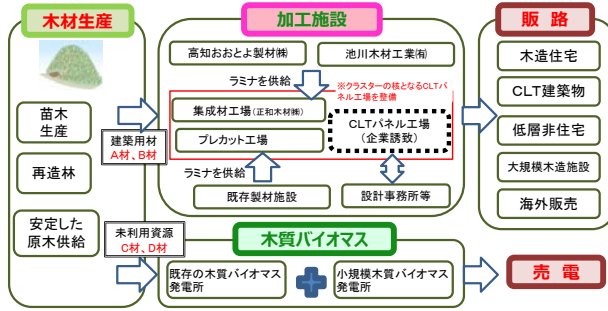 木材生産
苗木
生産
再造林
安定した
原木供給
建築用材
A材、B材
未利用資源
C材、D材
加工施設
高知おおとよ製材㈱
池川木材工業㈲
ラミナを供給
※クラスターの核となるCLTパ
ネル工場を整備
集成材工場(正和木材㈱)
プレカット工場
CLTパネル工場
(企業誘致)
ラミナを供給
既存製材施設
設計事務所等
木質バイオマス
既存の木質バイオマス
発電所
小規模木質バイオマス
発電所
販路
木造住宅
CLT建築物
低層非住宅
大規模木造施設
海外販売
売電